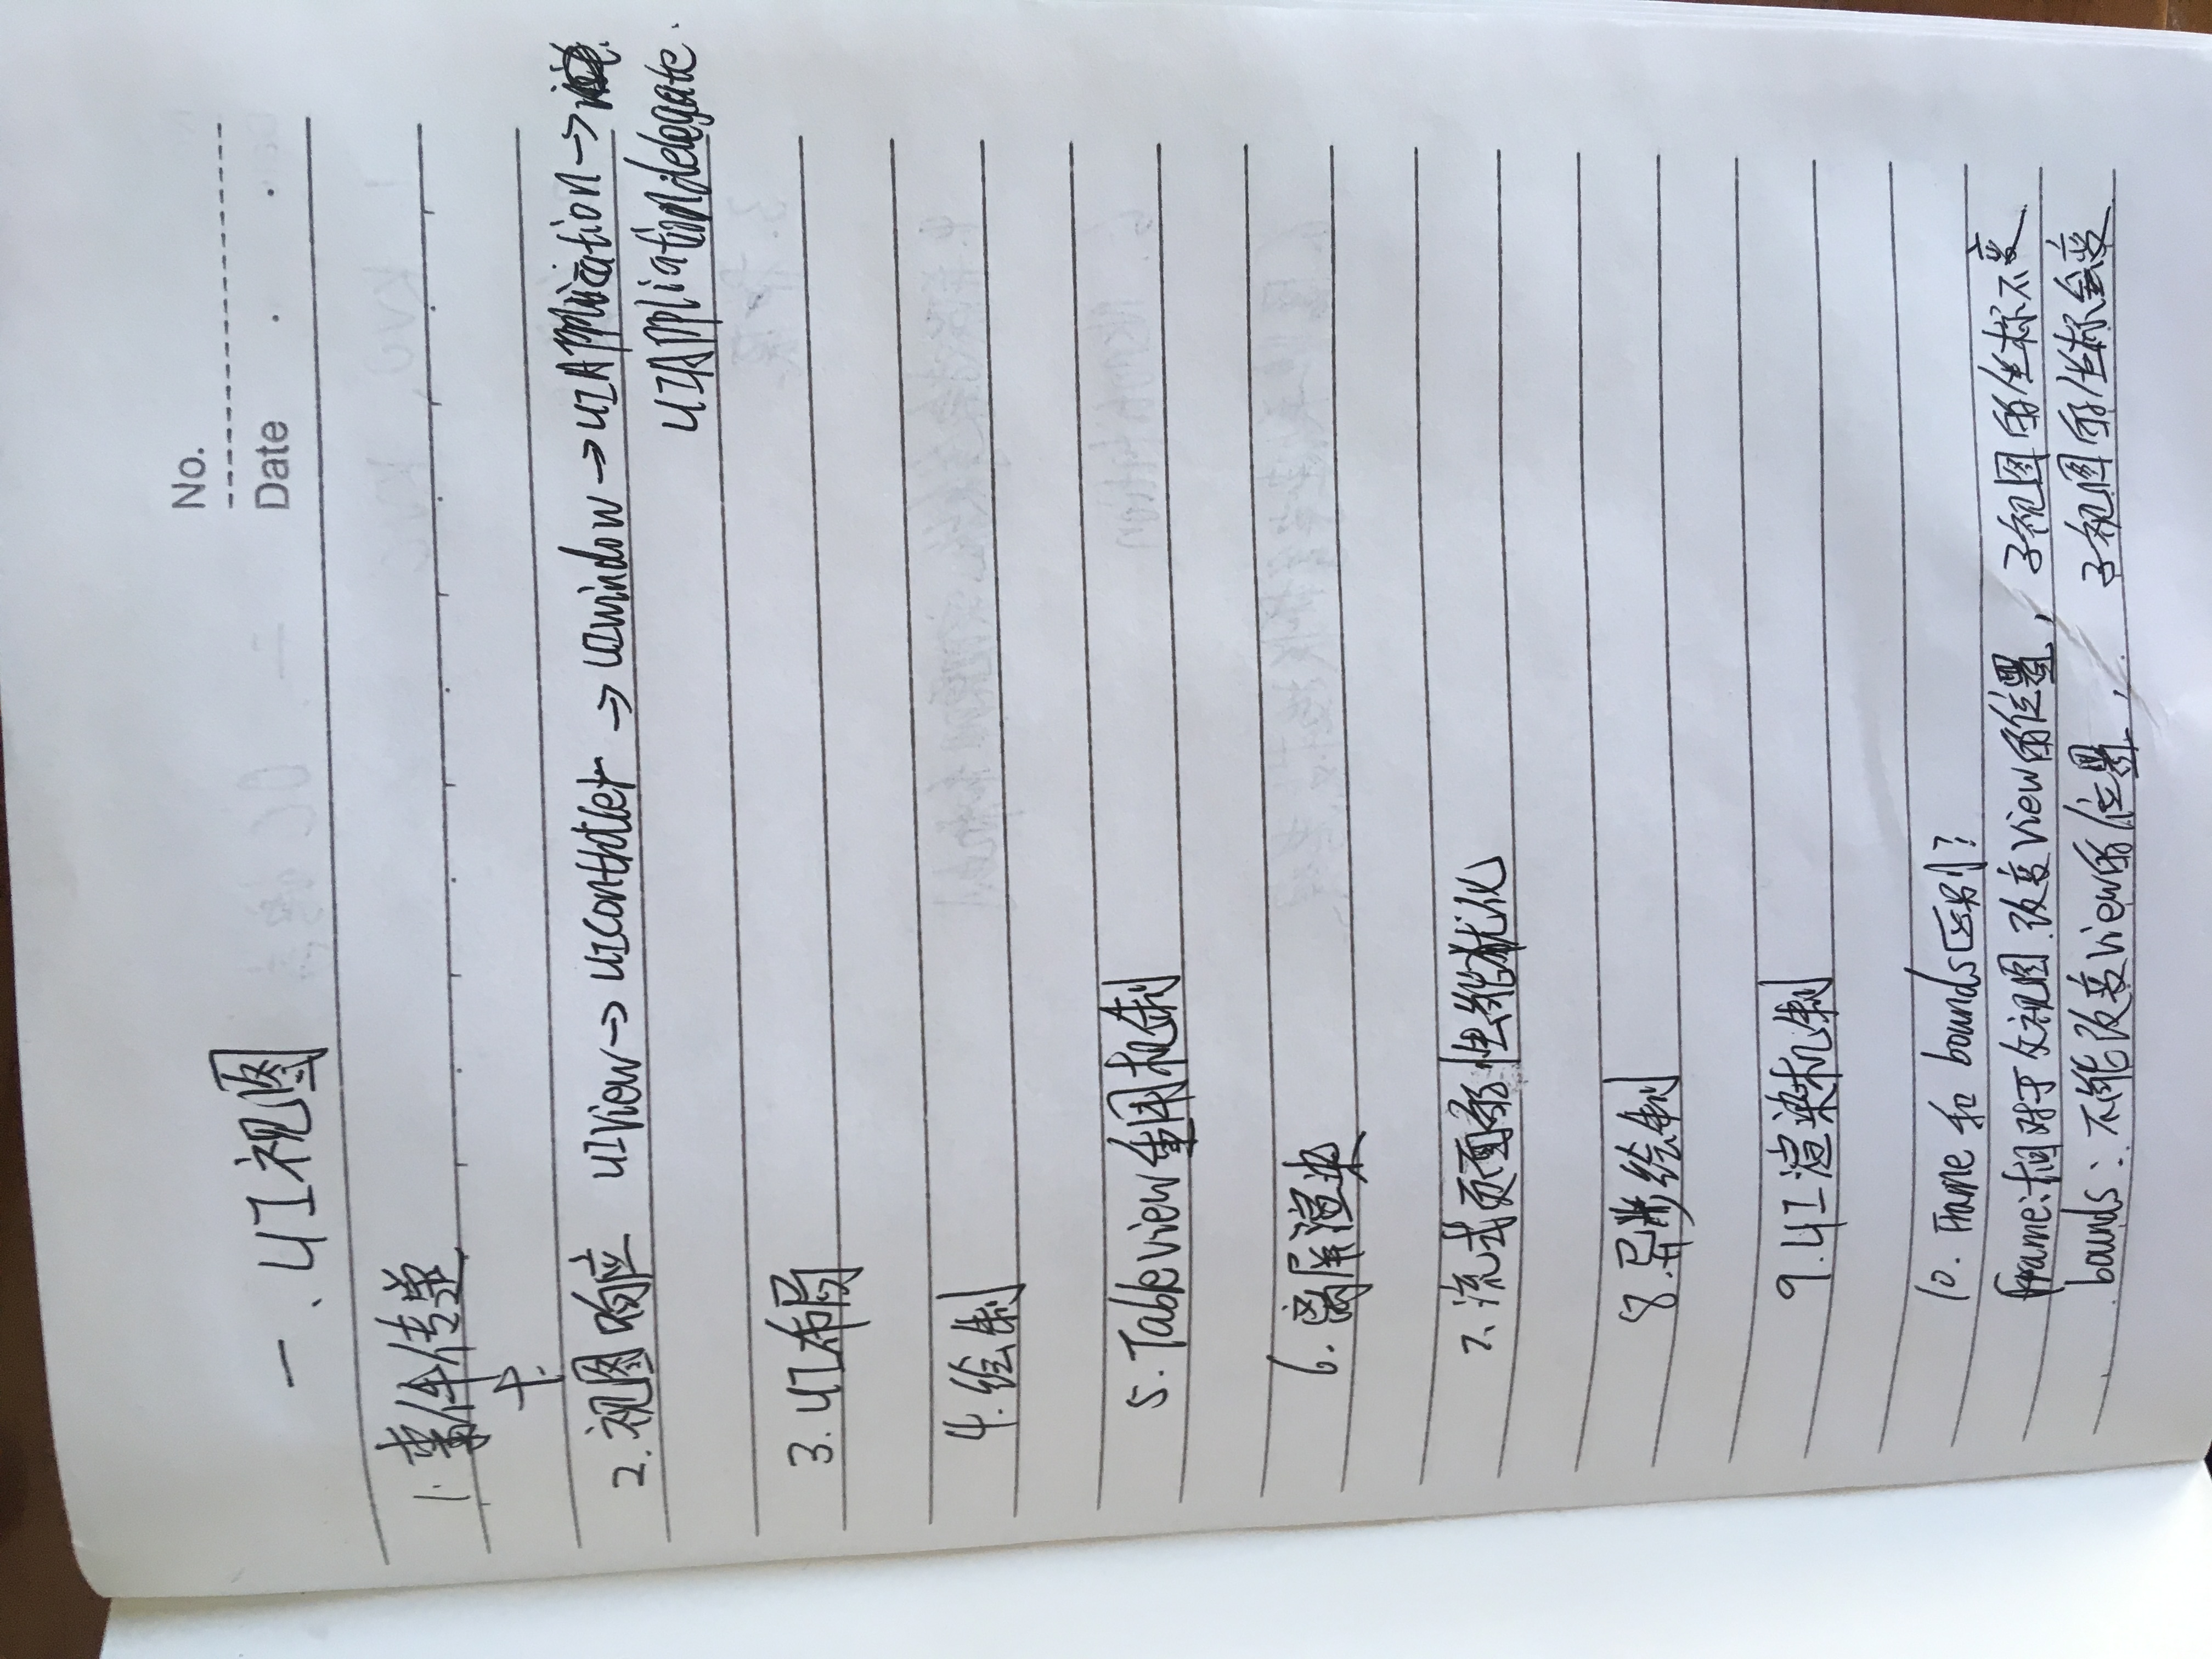 No.
一、UI视图
Date
1.事件传递
卡
2.视图响应 UIView→UIController→UIwindow→UIApplication→
UIAppliationdelegate.
3.UI布局
4.绘制
5.Tableview重用机制
6.离屏渲染
7、流式页面的性能优化
8.异步绘制
9.UI渲染机制
10.Frame和bounds区别?
frame:相对于父视图.改变View的位置,子视图的坐标不变
bounds:不能改变View的位置,子视图的坐标会变